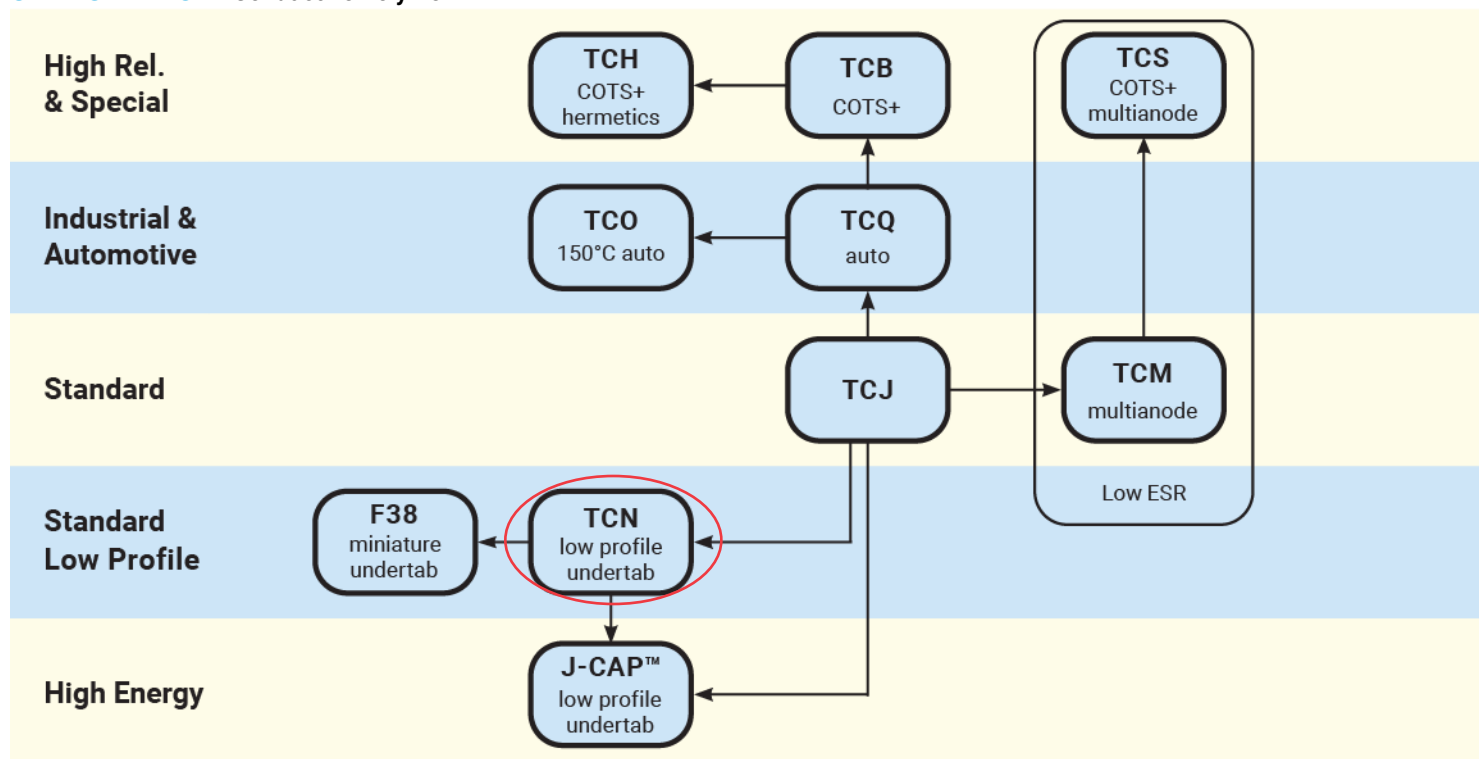 High Rel.
& Special
TCH
COTS+
hermetics
TCB
COTS+
TCS
COTS+
multianode
Industrial &
Automotive
TCO
150°C auto
TCQ
auto
Standard
TCJ
TCM
multianode
Low ESR
Standard
Low Profile
F38
miniature
undertab
TCN
low profile
undertab
High Energy
J-CAP™
low profile
undertab